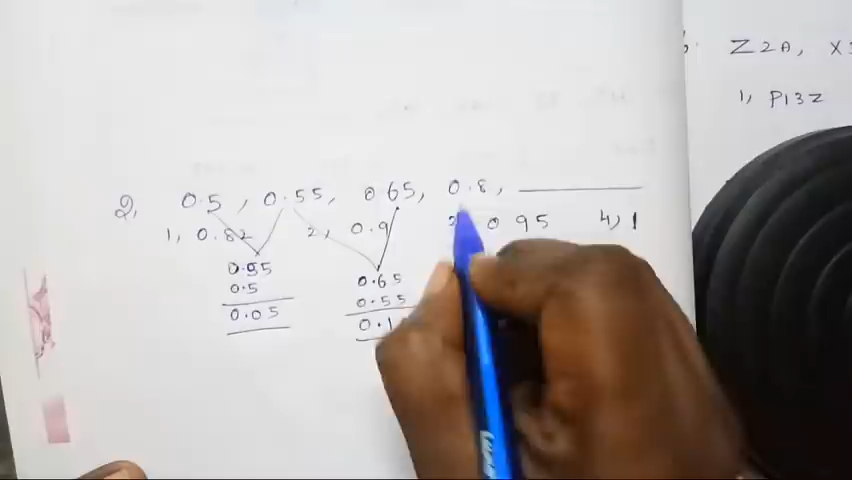 Z2A,
1, P13Z
2, 0.5, 0.55, 0.65, 0.8, ________
1, 0.82 2, 0.9 0.95 4, 1
0.55 0.65
0.5 0.55
0.05 0.1